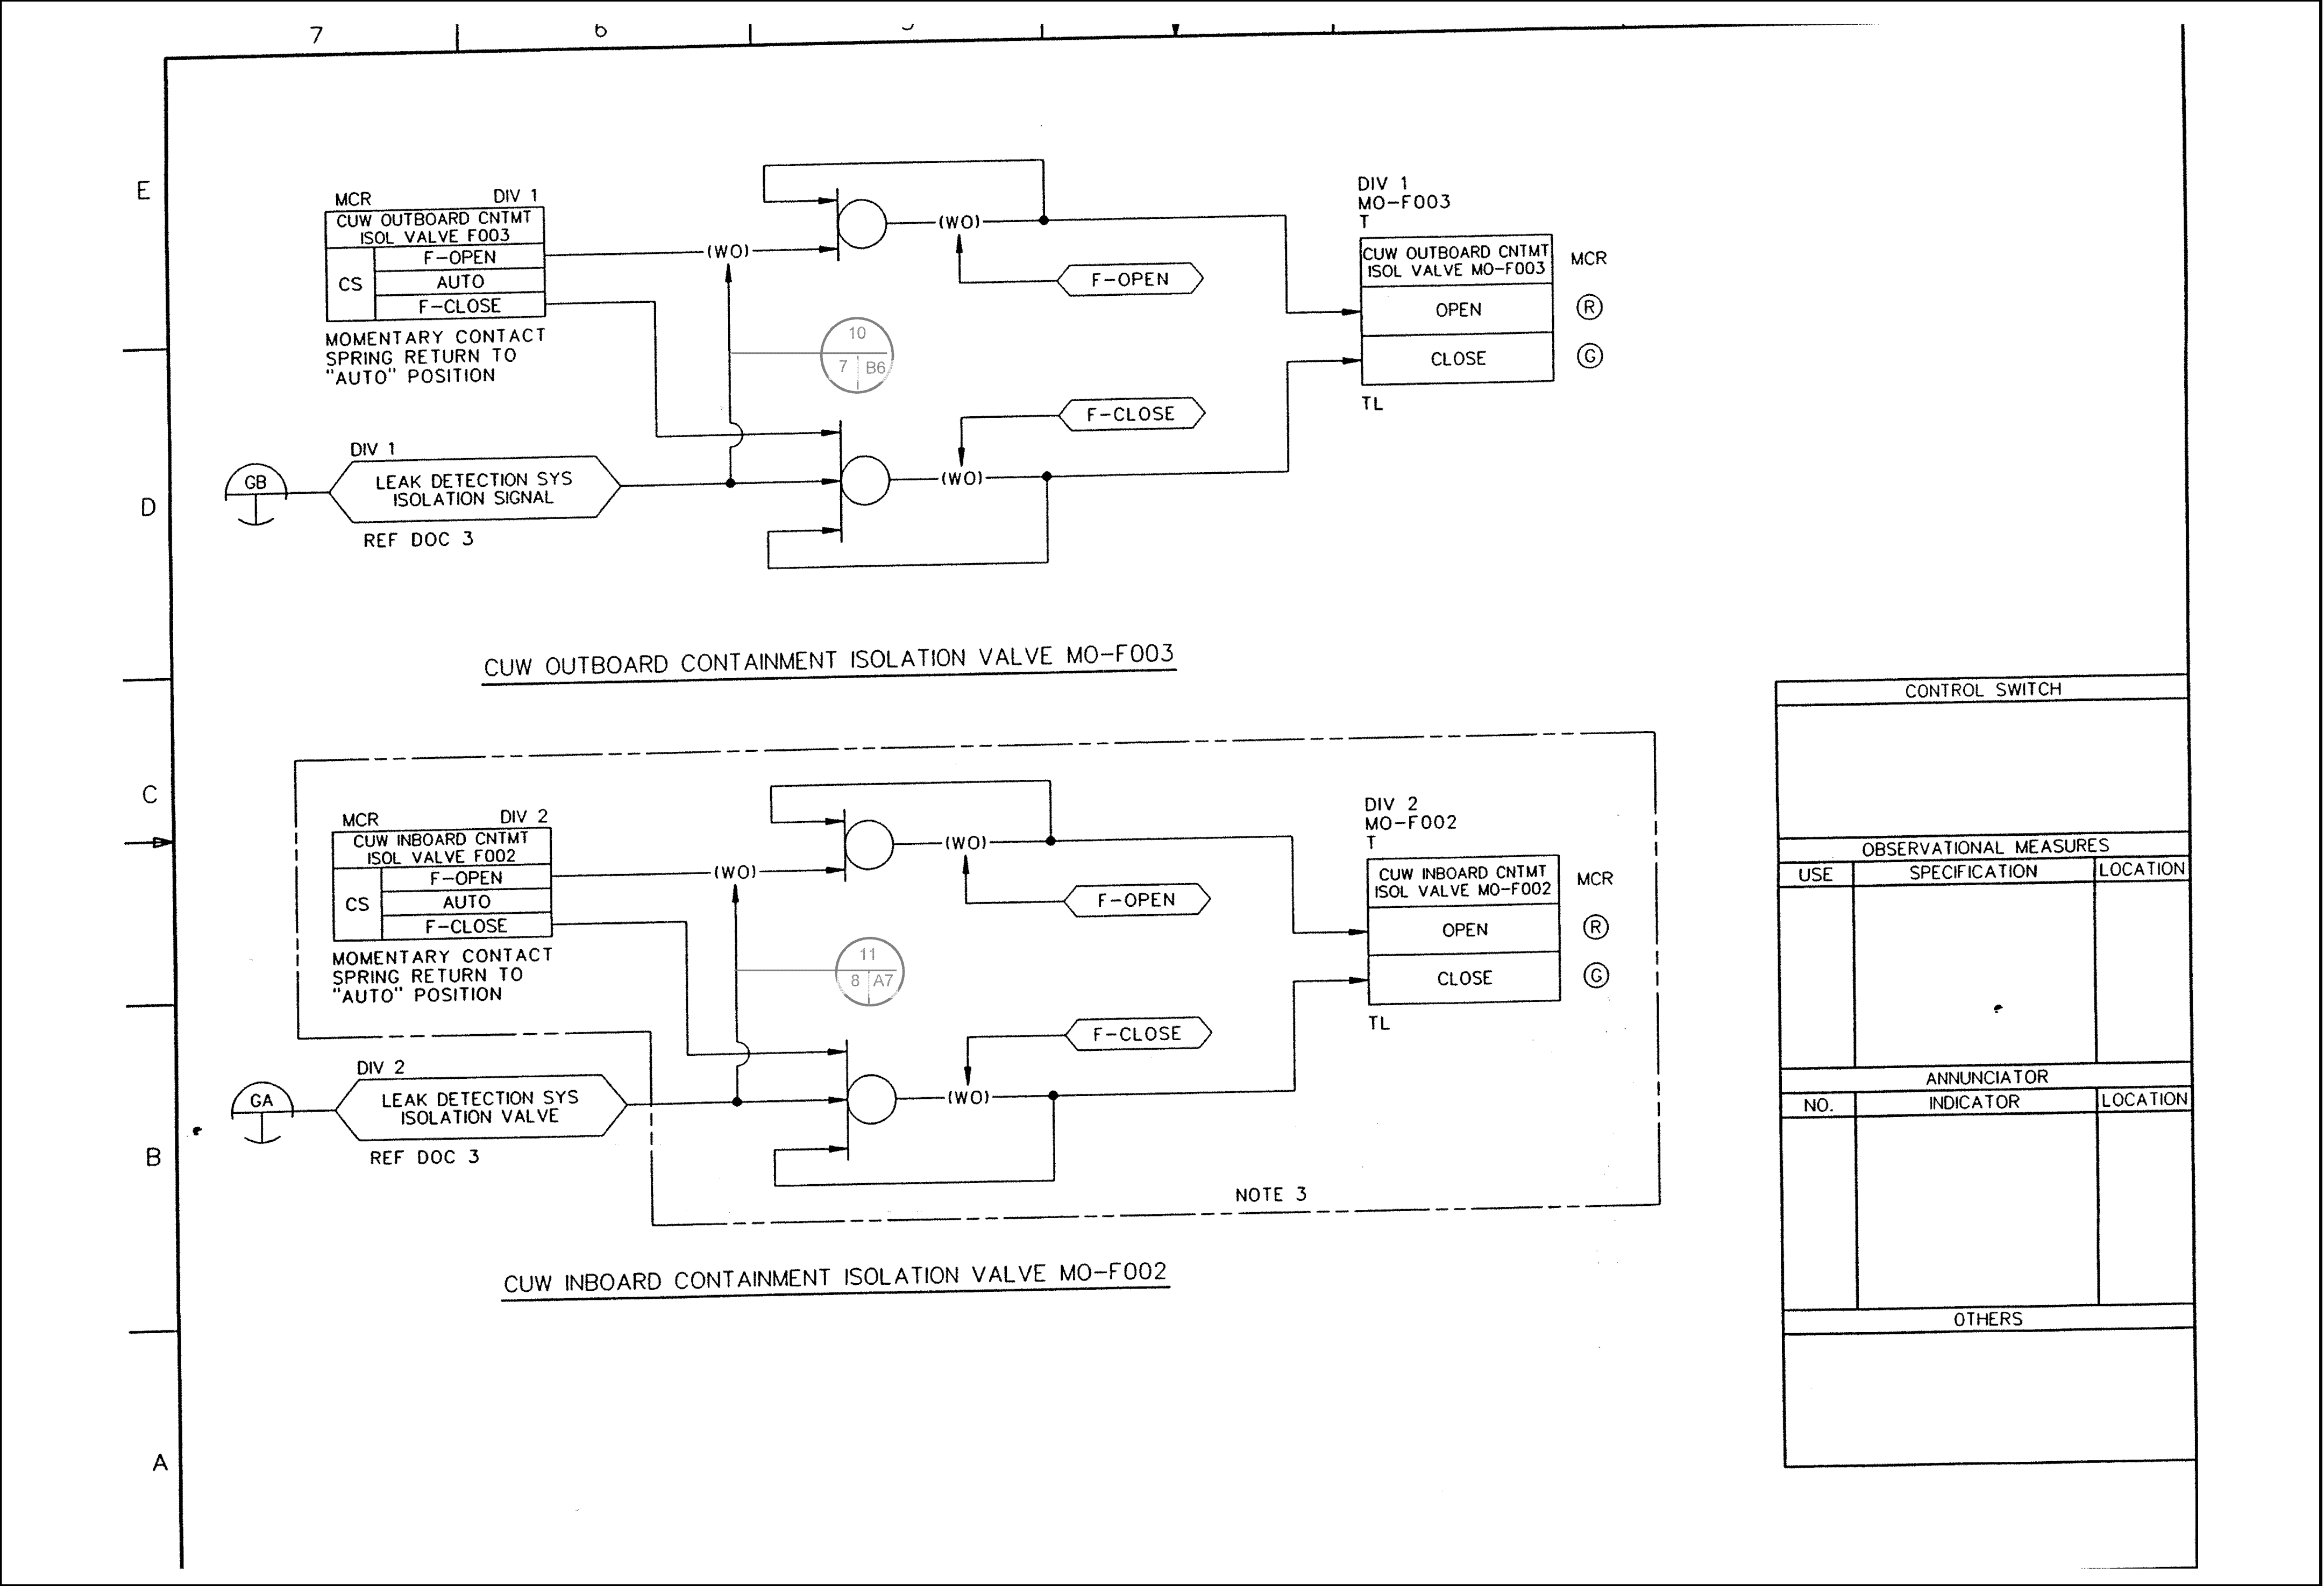 7
6
E
MCR DIV 1
CUW OUTBOARD CNTMT
ISOL VALVE F003
CS
F-OPEN
AUTO
F-CLOSE
MOMENTARY CONTACT
SPRING RETURN TO
"AUTO" POSITION
(WO)
(WO)
F-OPEN
10
7 B6
DIV 1
MO-F003
T
CUW OUTBOARD CNTMT
ISOL VALVE MO-F003
MCR
OPEN
R
CLOSE
G
TL
F-CLOSE
D
GB
DIV 1
LEAK DETECTION SYS
ISOLATION SIGNAL
REF DOC 3
(WO)
CUW OUTBOARD CONTAINMENT ISOLATION VALVE MO-F003
C
MCR DIV 2
CUW INBOARD CNTMT
ISOL VALVE F002
CS
F-OPEN
AUTO
F-CLOSE
MOMENTARY CONTACT
SPRING RETURN TO
"AUTO" POSITION
(WO)
(WO)
F-OPEN
11
8 A7
DIV 2
MO-F002
T
CUW INBOARD CNTMT
ISOL VALVE MO-F002
MCR
OPEN
R
CLOSE
G
TL
F-CLOSE
B
GA
DIV 2
LEAK DETECTION SYS
ISOLATION VALVE
REF DOC 3
(WO)
NOTE 3
CUW INBOARD CONTAINMENT ISOLATION VALVE MO-F002
A
CONTROL SWITCH
OBSERVATIONAL MEASURES
USE SPECIFICATION LOCATION
ANNUNCIATOR
NO. INDICATOR LOCATION
OTHERS